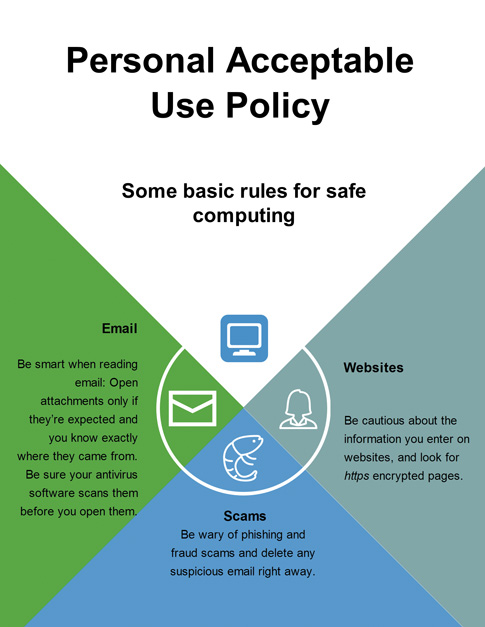 Personal Acceptable
Use Policy
Some basic rules for safe
computing
Email
Be smart when reading
email: Open
attachments only if
they're expected and
you know exactly
where they came from.
Be sure your antivirus
software scans them
before you open them.
Websites
Be cautious about the
information you enter on
websites, and look for
https encrypted pages.
Scams
Be wary of phishing and
fraud scams and delete any
suspicious email right away.